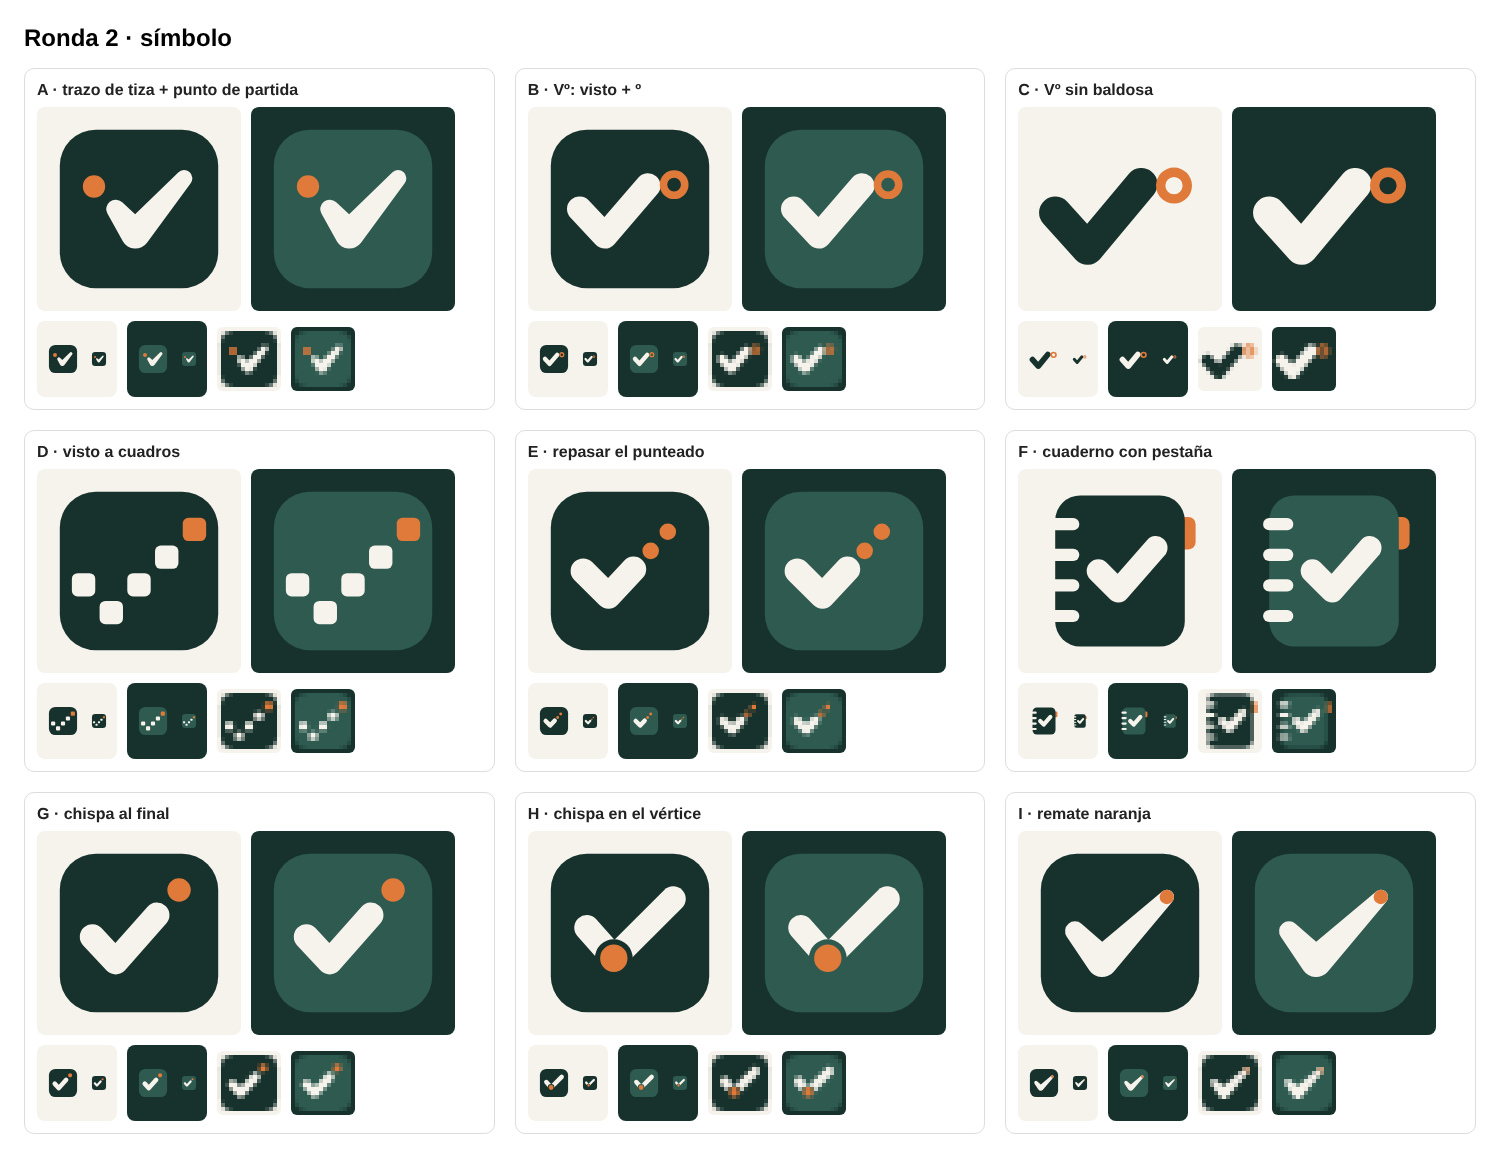 Ronda 2 · símbolo
A · trazo de tiza + punto de partida
B · Vº: visto + º
C · Vº sin baldosa
D · visto a cuadros
E · repasar el punteado
F · cuaderno con pestaña
G · chispa al final
H · chispa en el vértice
I · remate naranja